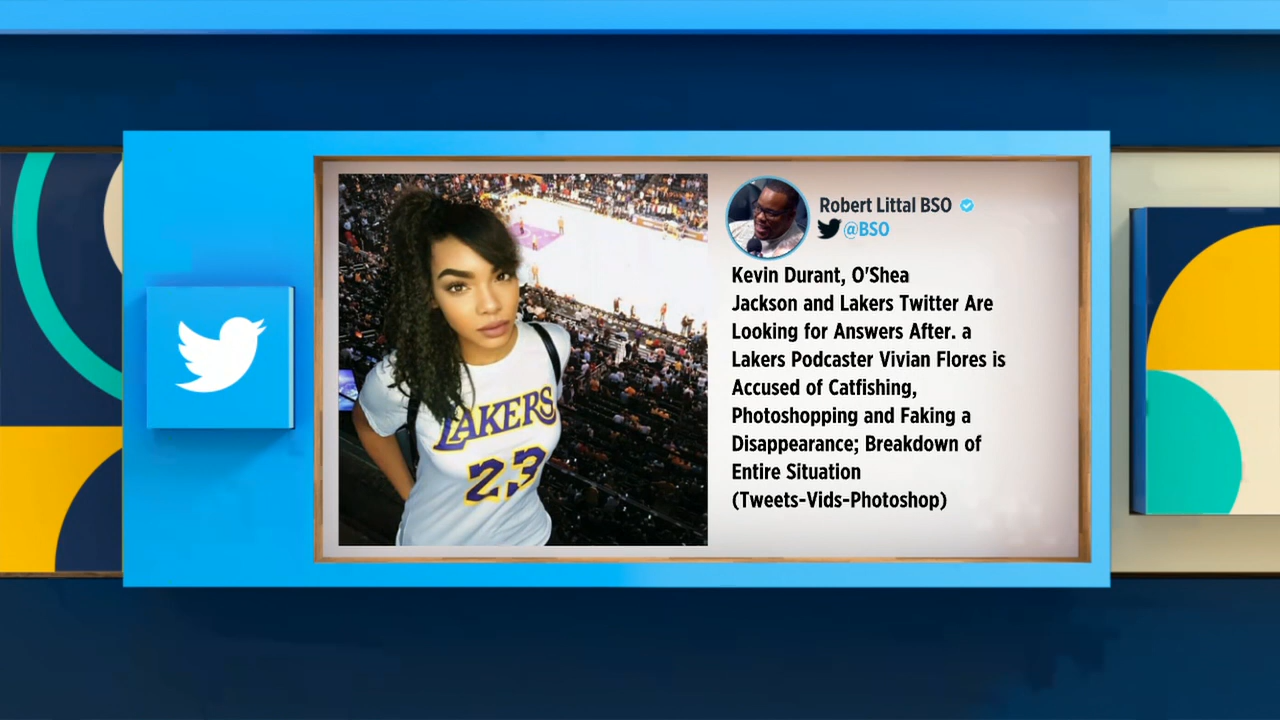 LAKERS
23
Robert Littal BSO
@BSO
Kevin Durant, O'Shea
Jackson and Lakers Twitter Are
Looking for Answers After. a
Lakers Podcaster Vivian Flores is
Accused of Catfishing,
Photoshopping and Faking a
Disappearance; Breakdown of
Entire Situation
(Tweets-Vids-Photoshop)